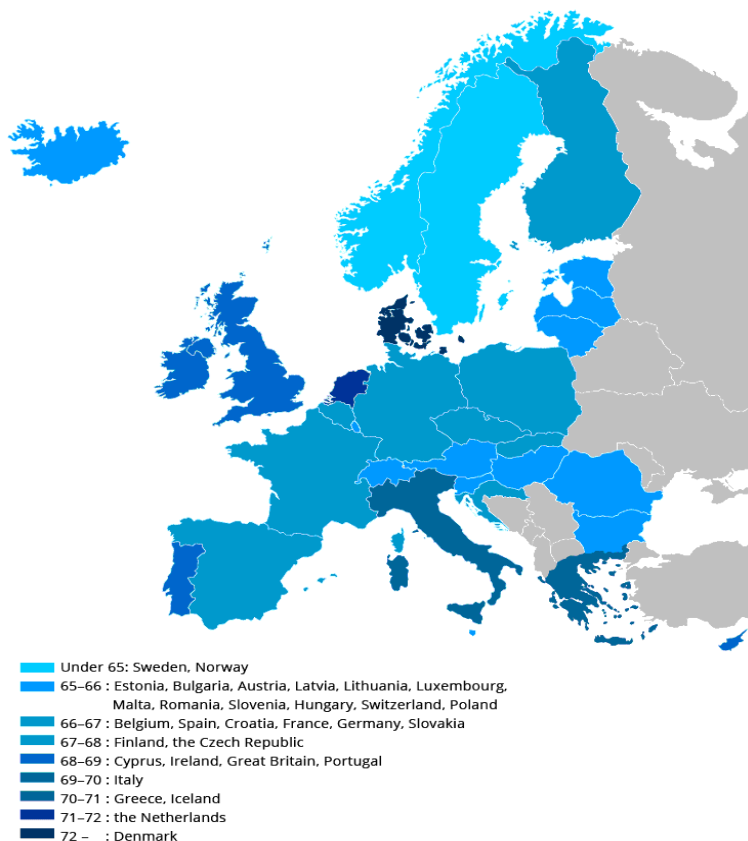 Under 65: Sweden, Norway
65–66 : Estonia, Bulgaria, Austria, Latvia, Lithuania, Luxembourg,
Malta, Romania, Slovenia, Hungary, Switzerland, Poland
66–67 : Belgium, Spain, Croatia, France, Germany, Slovakia
67–68 : Finland, the Czech Republic
68–69 : Cyprus, Ireland, Great Britain, Portugal
69–70 : Italy
70–71 : Greece, Iceland
71–72 : the Netherlands
72 – : Denmark